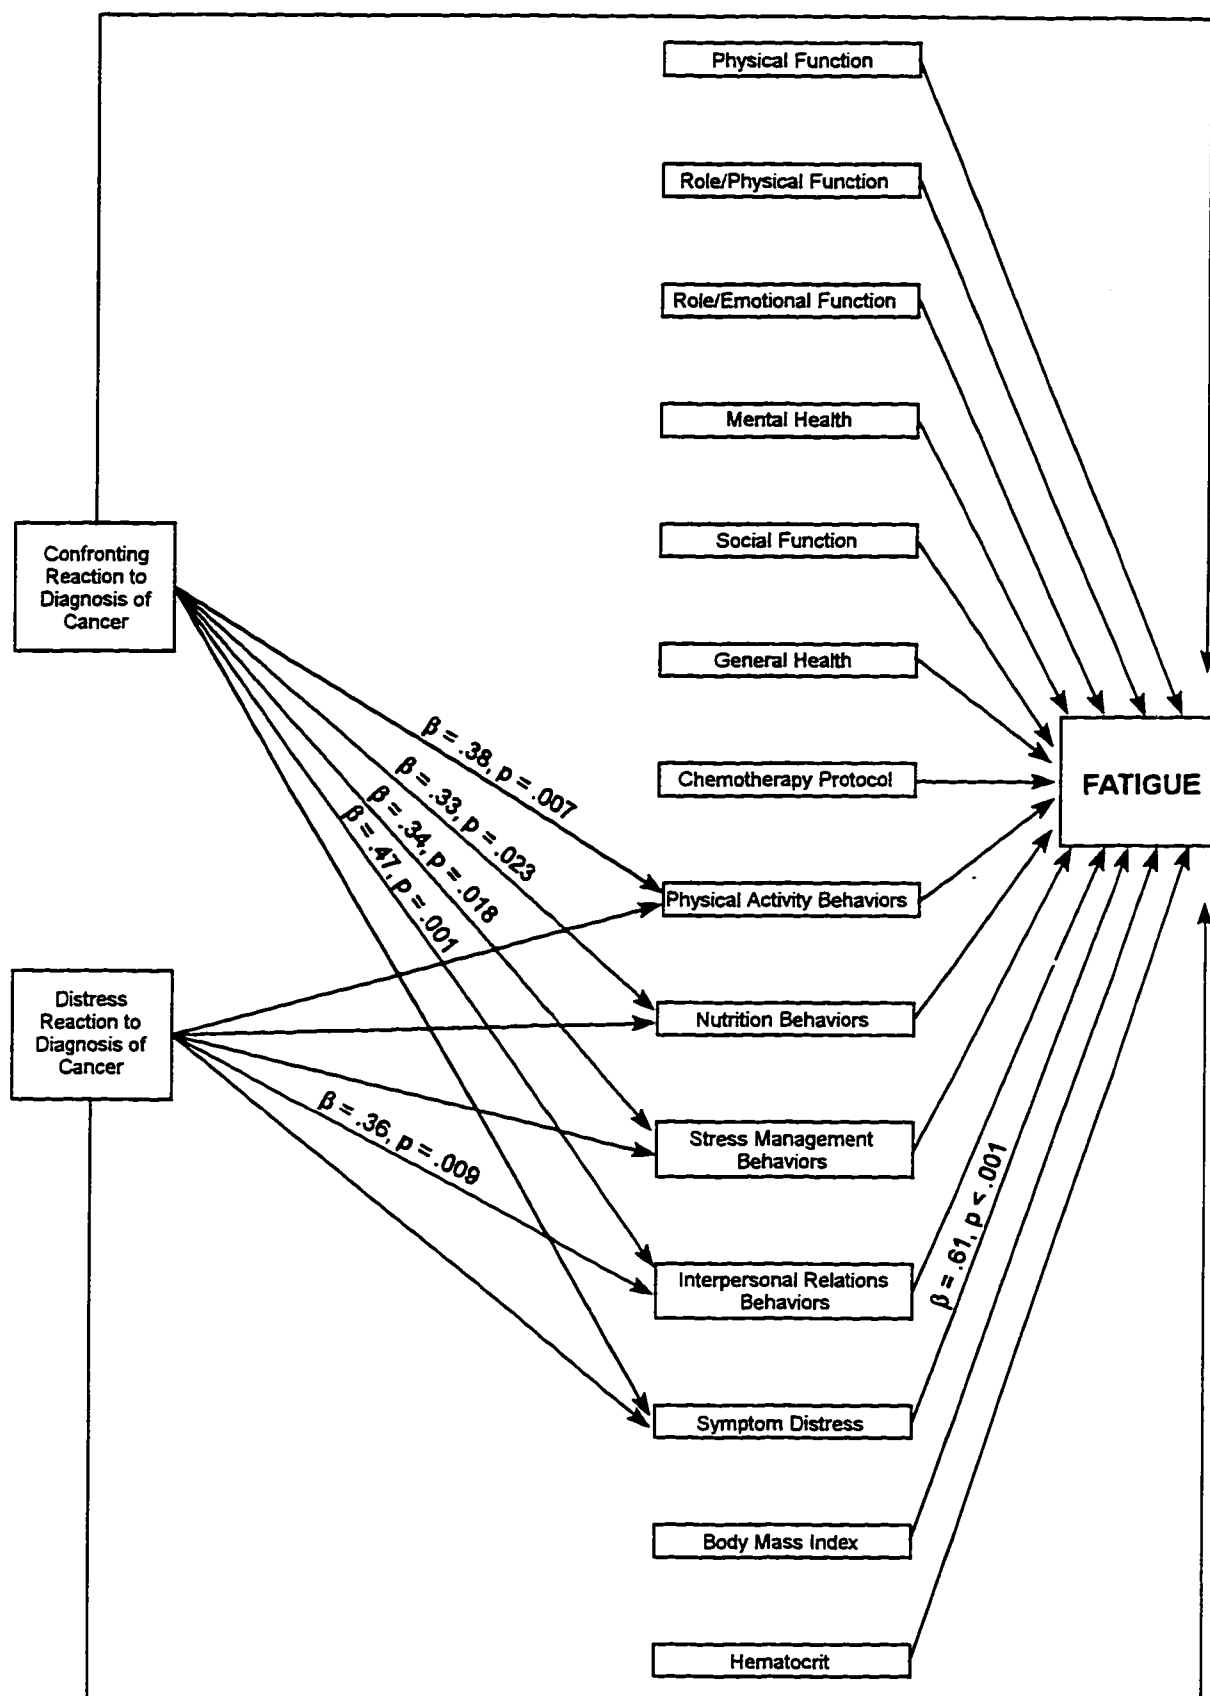 Physical Function
Role/Physical Function
Role/Emotional Function
Mental Health
Social Function
General Health
Chemotherapy Protocol
Physical Activity Behaviors
Nutrition Behaviors
Stress Management
Behaviors
Interpersonal Relations
Behaviors
Symptom Distress
Body Mass Index
Hematocrit
Confronting
Reaction to
Diagnosis of
Cancer
Distress
Reaction to
Diagnosis of
Cancer
β = .38, p = .007
β = .33, p = .023
β = .34, p = .018
β = .47, p = .001
β = .36, p = .009
β = .61, p < .001
FATIGUE